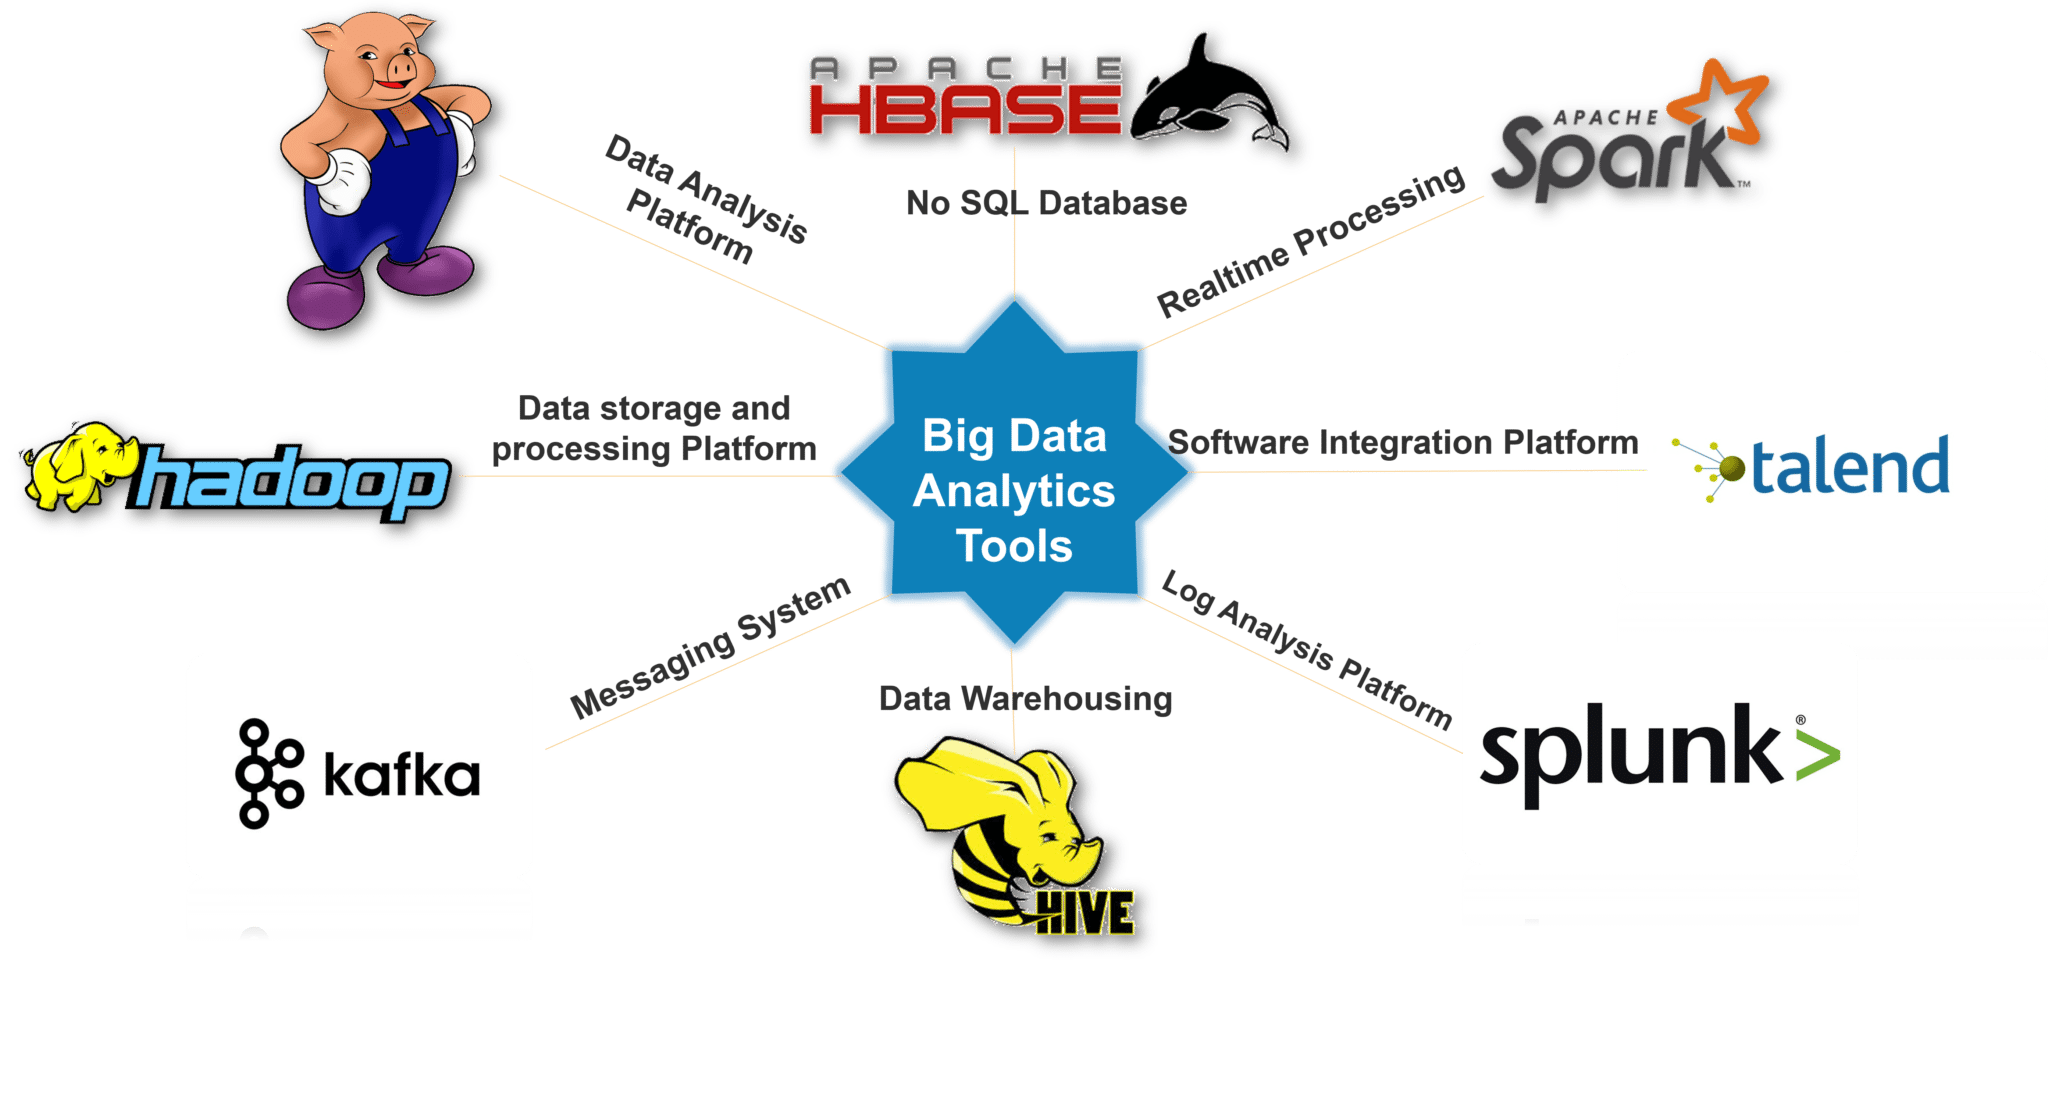 APACHE
HBASE
APACHE
Spark™
Data Analysis
Platform
No SQL Database
Realtime Processing
Data storage and
processing Platform
hadoop
Big Data
Analytics
Tools
Software Integration Platform
talend
Messaging System
Log Analysis Platform
Data Warehousing
kafka
splunk>®
HIVE